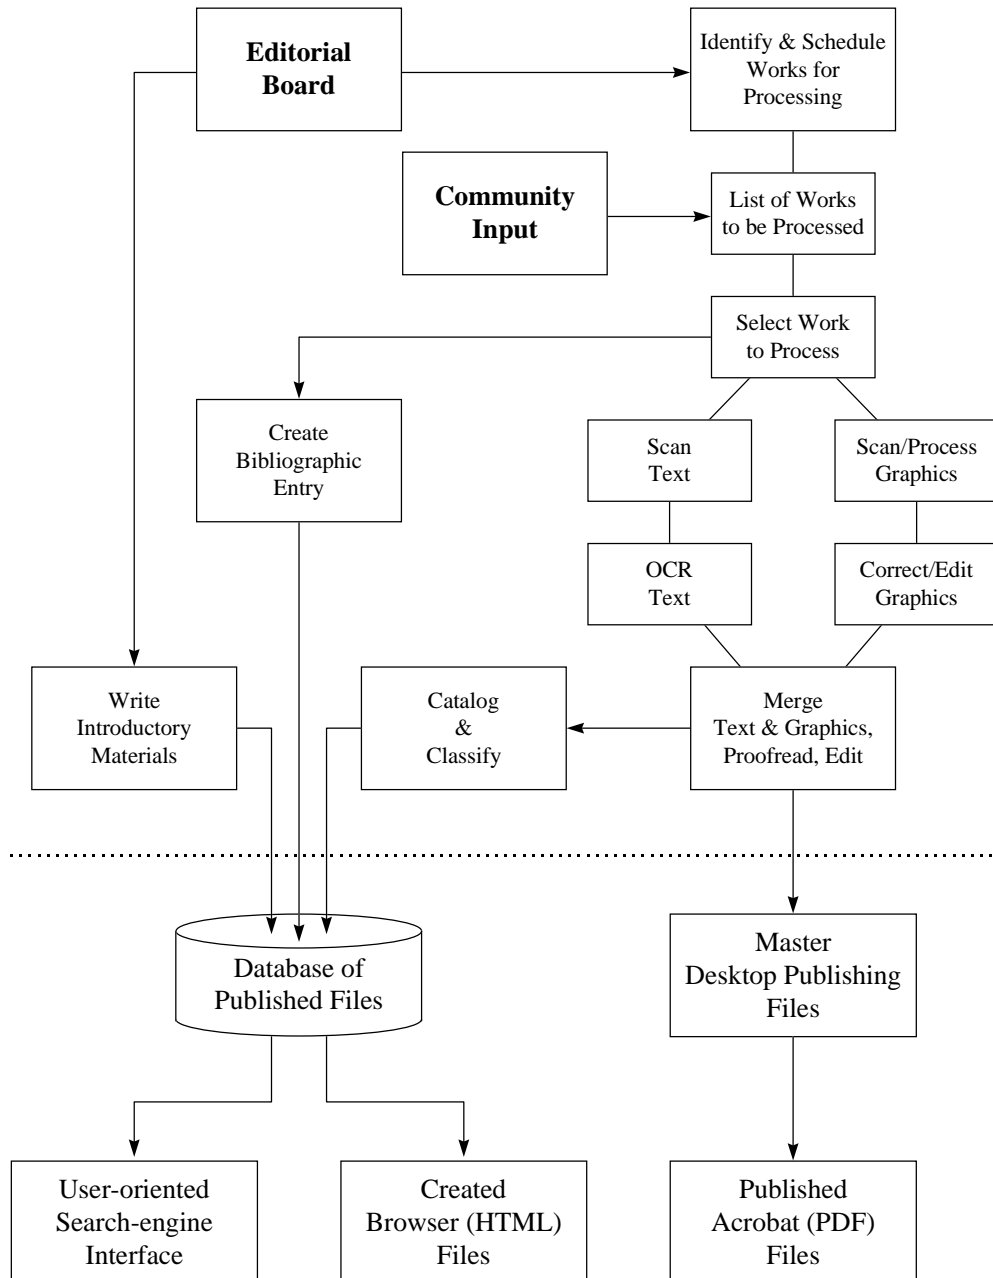 Editorial
Board
Identify & Schedule
Works for
Processing
Community
Input
List of Works
to be Processed
Select Work
to Process
Create
Bibliographic
Entry
Scan
Text
Scan/Process
Graphics
OCR
Text
Correct/Edit
Graphics
Write
Introductory
Materials
Catalog
&
Classify
Merge
Text & Graphics,
Proofread, Edit
Database of
Published Files
Master
Desktop Publishing
Files
User-oriented
Search-engine
Interface
Created
Browser (HTML)
Files
Published
Acrobat (PDF)
Files